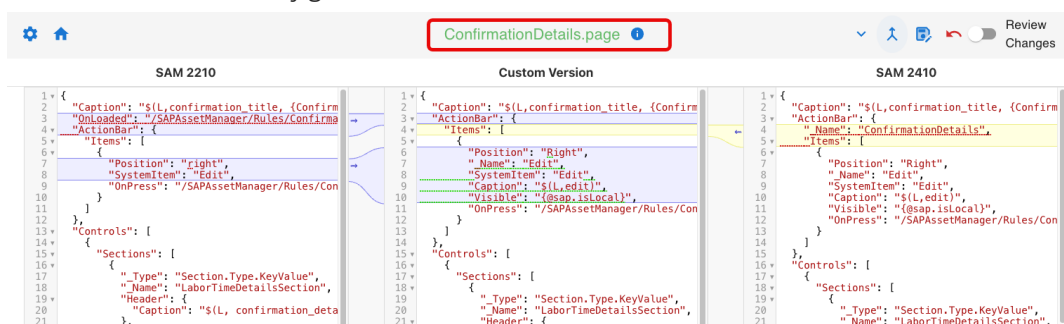 ConfirmationDetails.page
Review
Changes
SAM 2210
Custom Version
SAM 2410
1 {
2 "Caption": "$(L,confirmation_title, {Confirm
3 "OnLoaded": "/SAPAssetManager/Rules/Confirma
4 "ActionBar": {
5 "Items": [
6 {
7 "Position": "right",
8 "SystemItem": "Edit",
9 "OnPress": "/SAPAssetManager/Rules/Con
10 }
11 ]
12 },
13 "Controls": [
14 {
15 "Sections": [
16 {
17 "_Type": "Section.Type.KeyValue",
18 "_Name": "LaborTimeDetailsSection",
19 "Header": {
20 "Caption": "$(L, confirmation_deta
21 },
1 {
2 "Caption": "$(L,confirmation_title, {Confirm
3 "ActionBar": {
4 "Items": [
5 {
6 "Position": "Right",
7 "_Name": "Edit",
8 "SystemItem": "Edit",
9 "Caption": "$(L,edit)",
10 "Visible": "{@sap.isLocal}",
11 "OnPress": "/SAPAssetManager/Rules/Con
12 }
13 ]
14 },
15 "Controls": [
16 {
17 "Sections": [
18 {
19 "_Type": "Section.Type.KeyValue",
20 "_Name": "LaborTimeDetailsSection",
21 "Header": {
1 {
2 "Caption": "$(L,confirmation_title, {Confirm
3 "ActionBar": {
4 "_Name": "ConfirmationDetails",
5 "Items": [
6 {
7 "Position": "Right",
8 "_Name": "Edit",
9 "SystemItem": "Edit",
10 "Caption": "$(L,edit)",
11 "Visible": "{@sap.isLocal}",
12 "OnPress": "/SAPAssetManager/Rules/Con
13 }
14 ]
15 },
16 "Controls": [
17 {
18 "Sections": [
19 {
20 "_Type": "Section.Type.KeyValue",
21 "_Name": "LaborTimeDetailsSection",